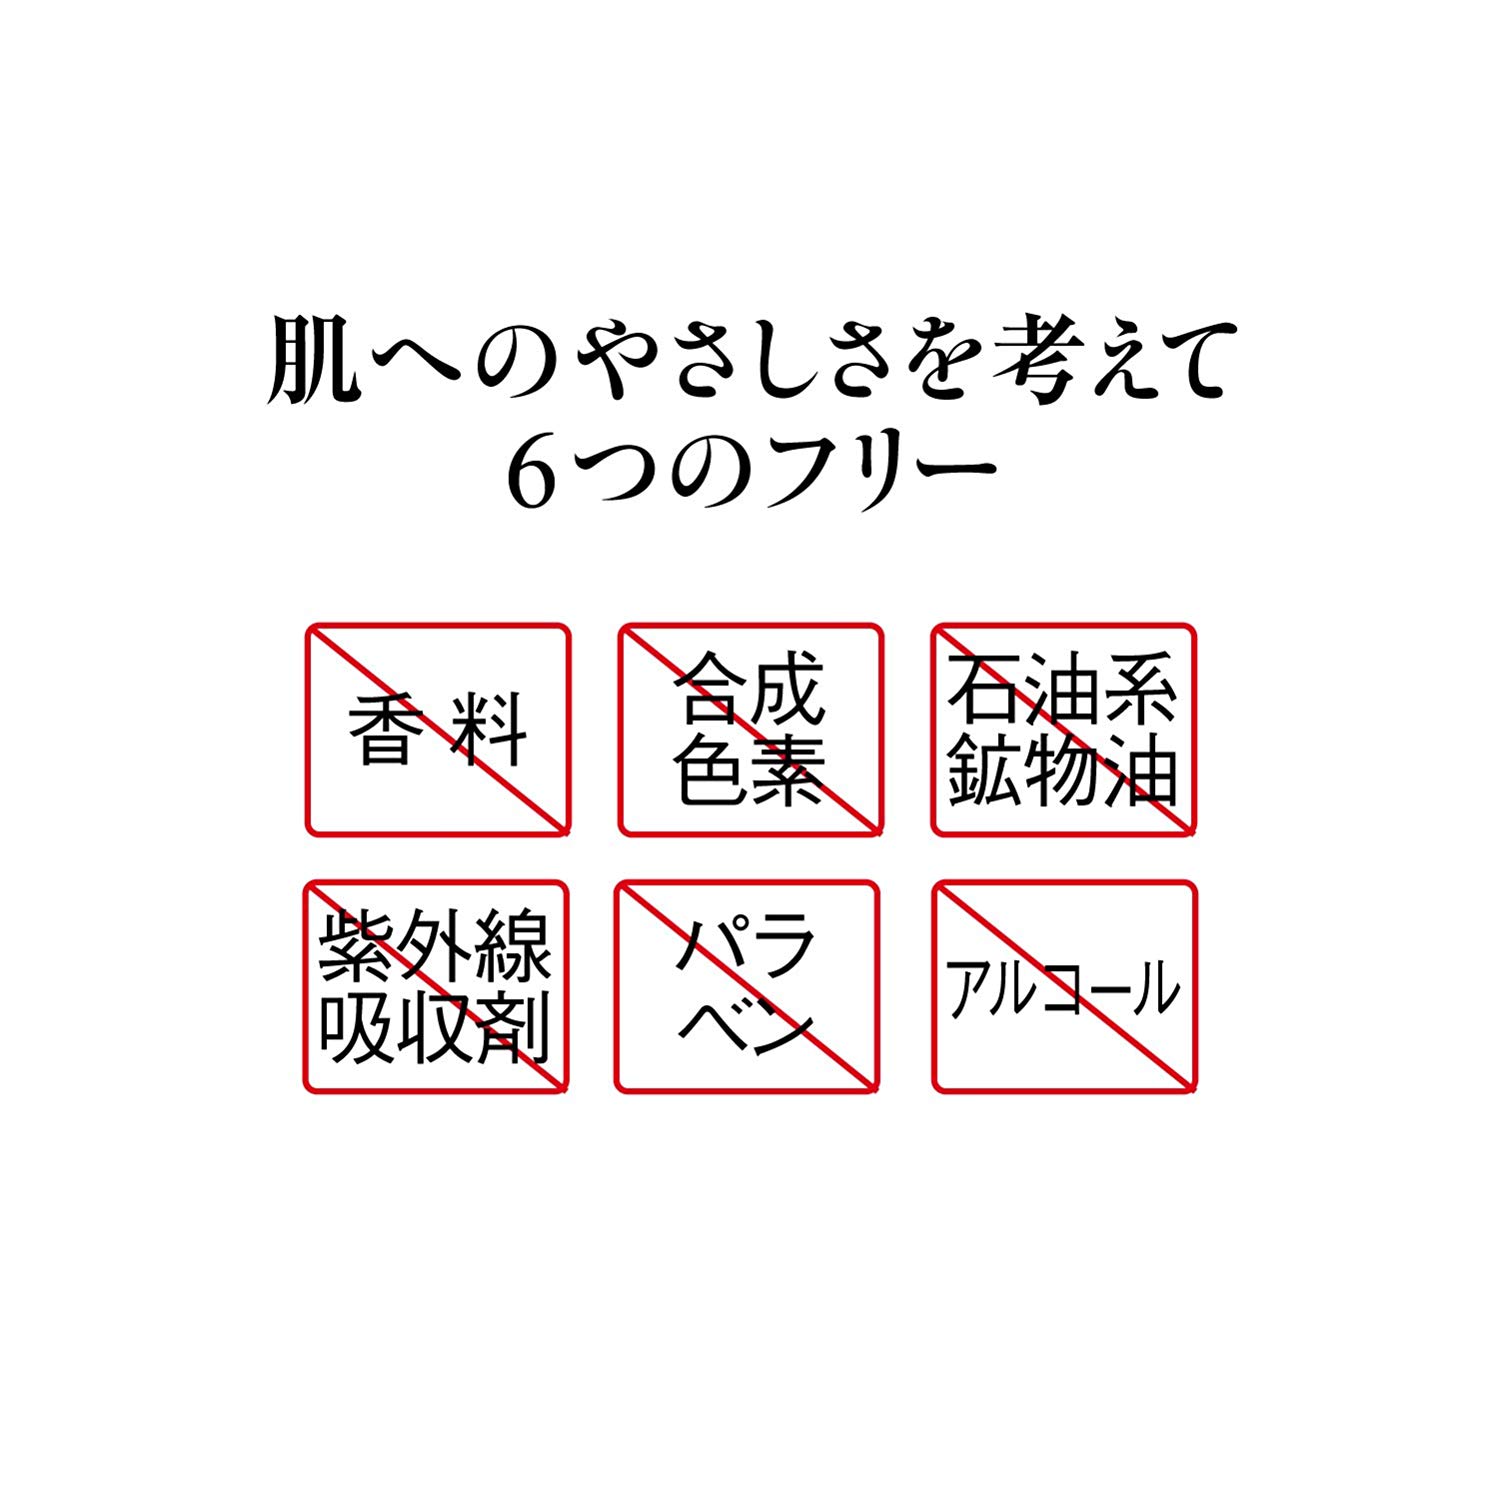 肌へのやさしさを考えて
6つのフリー
香料
合成
色素
石油系
鉱物油
紫外線
吸収剤
パラ
ベン
アルコール